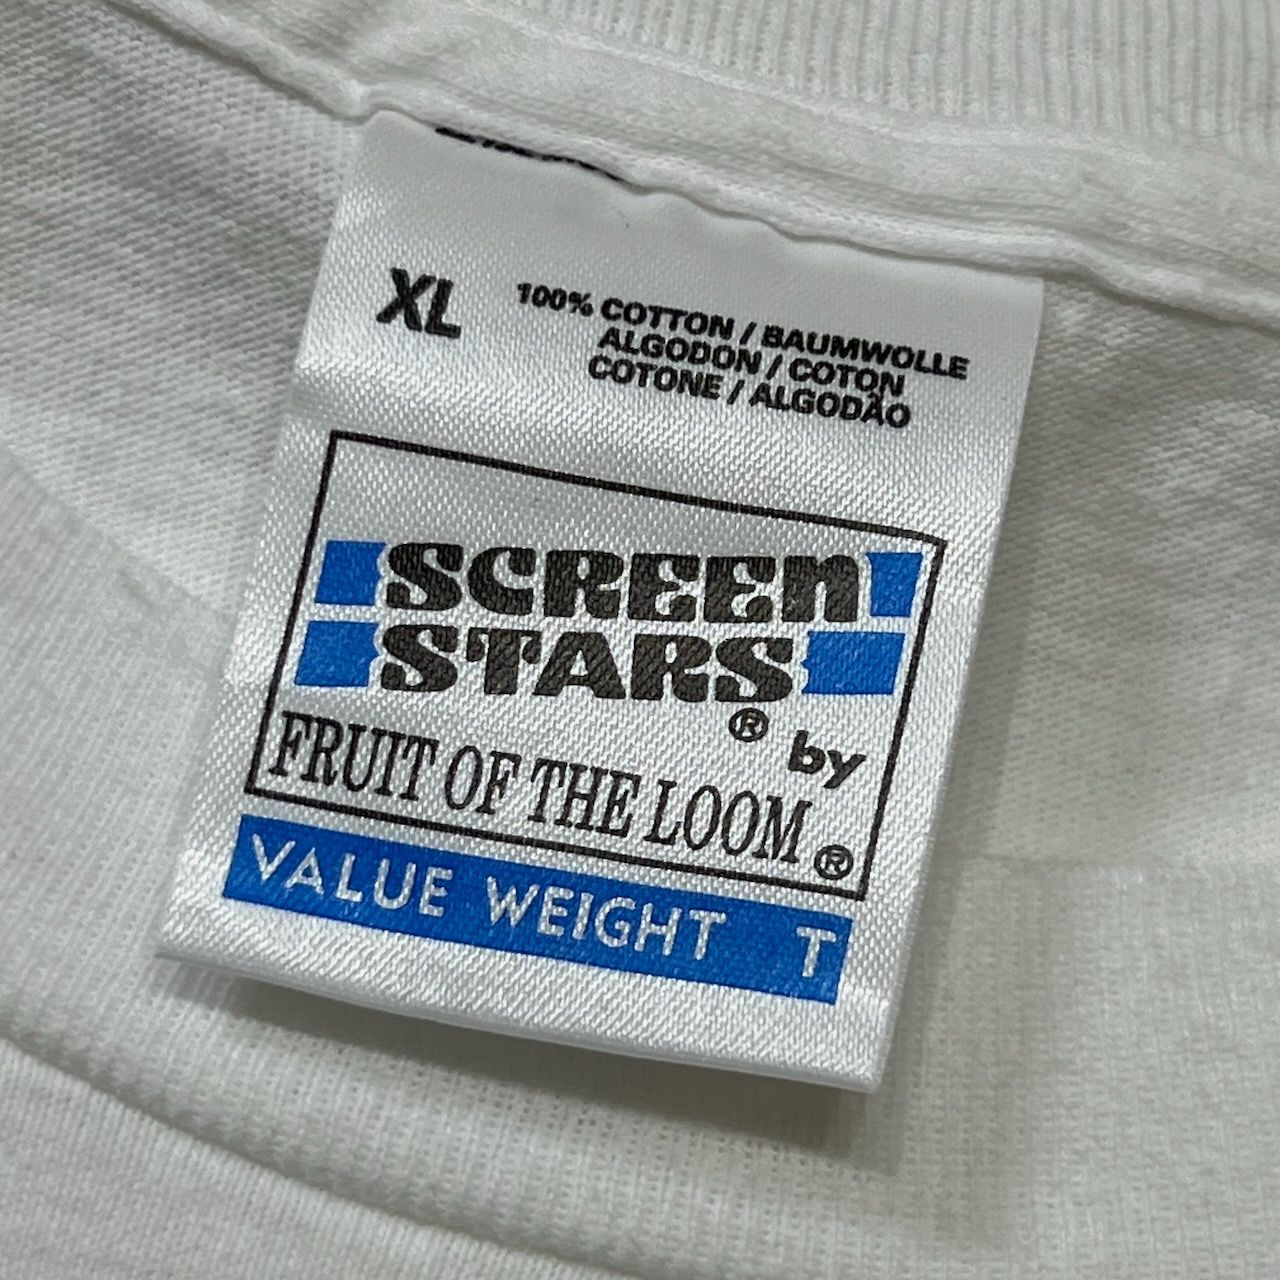 XL
100% COTTON / BAUMWOLLE
ALGODON / COTON
COTONE / ALGODÃO
SCREEN
STARS® by
FRUIT OF THE LOOM®
VALUE WEIGHT T